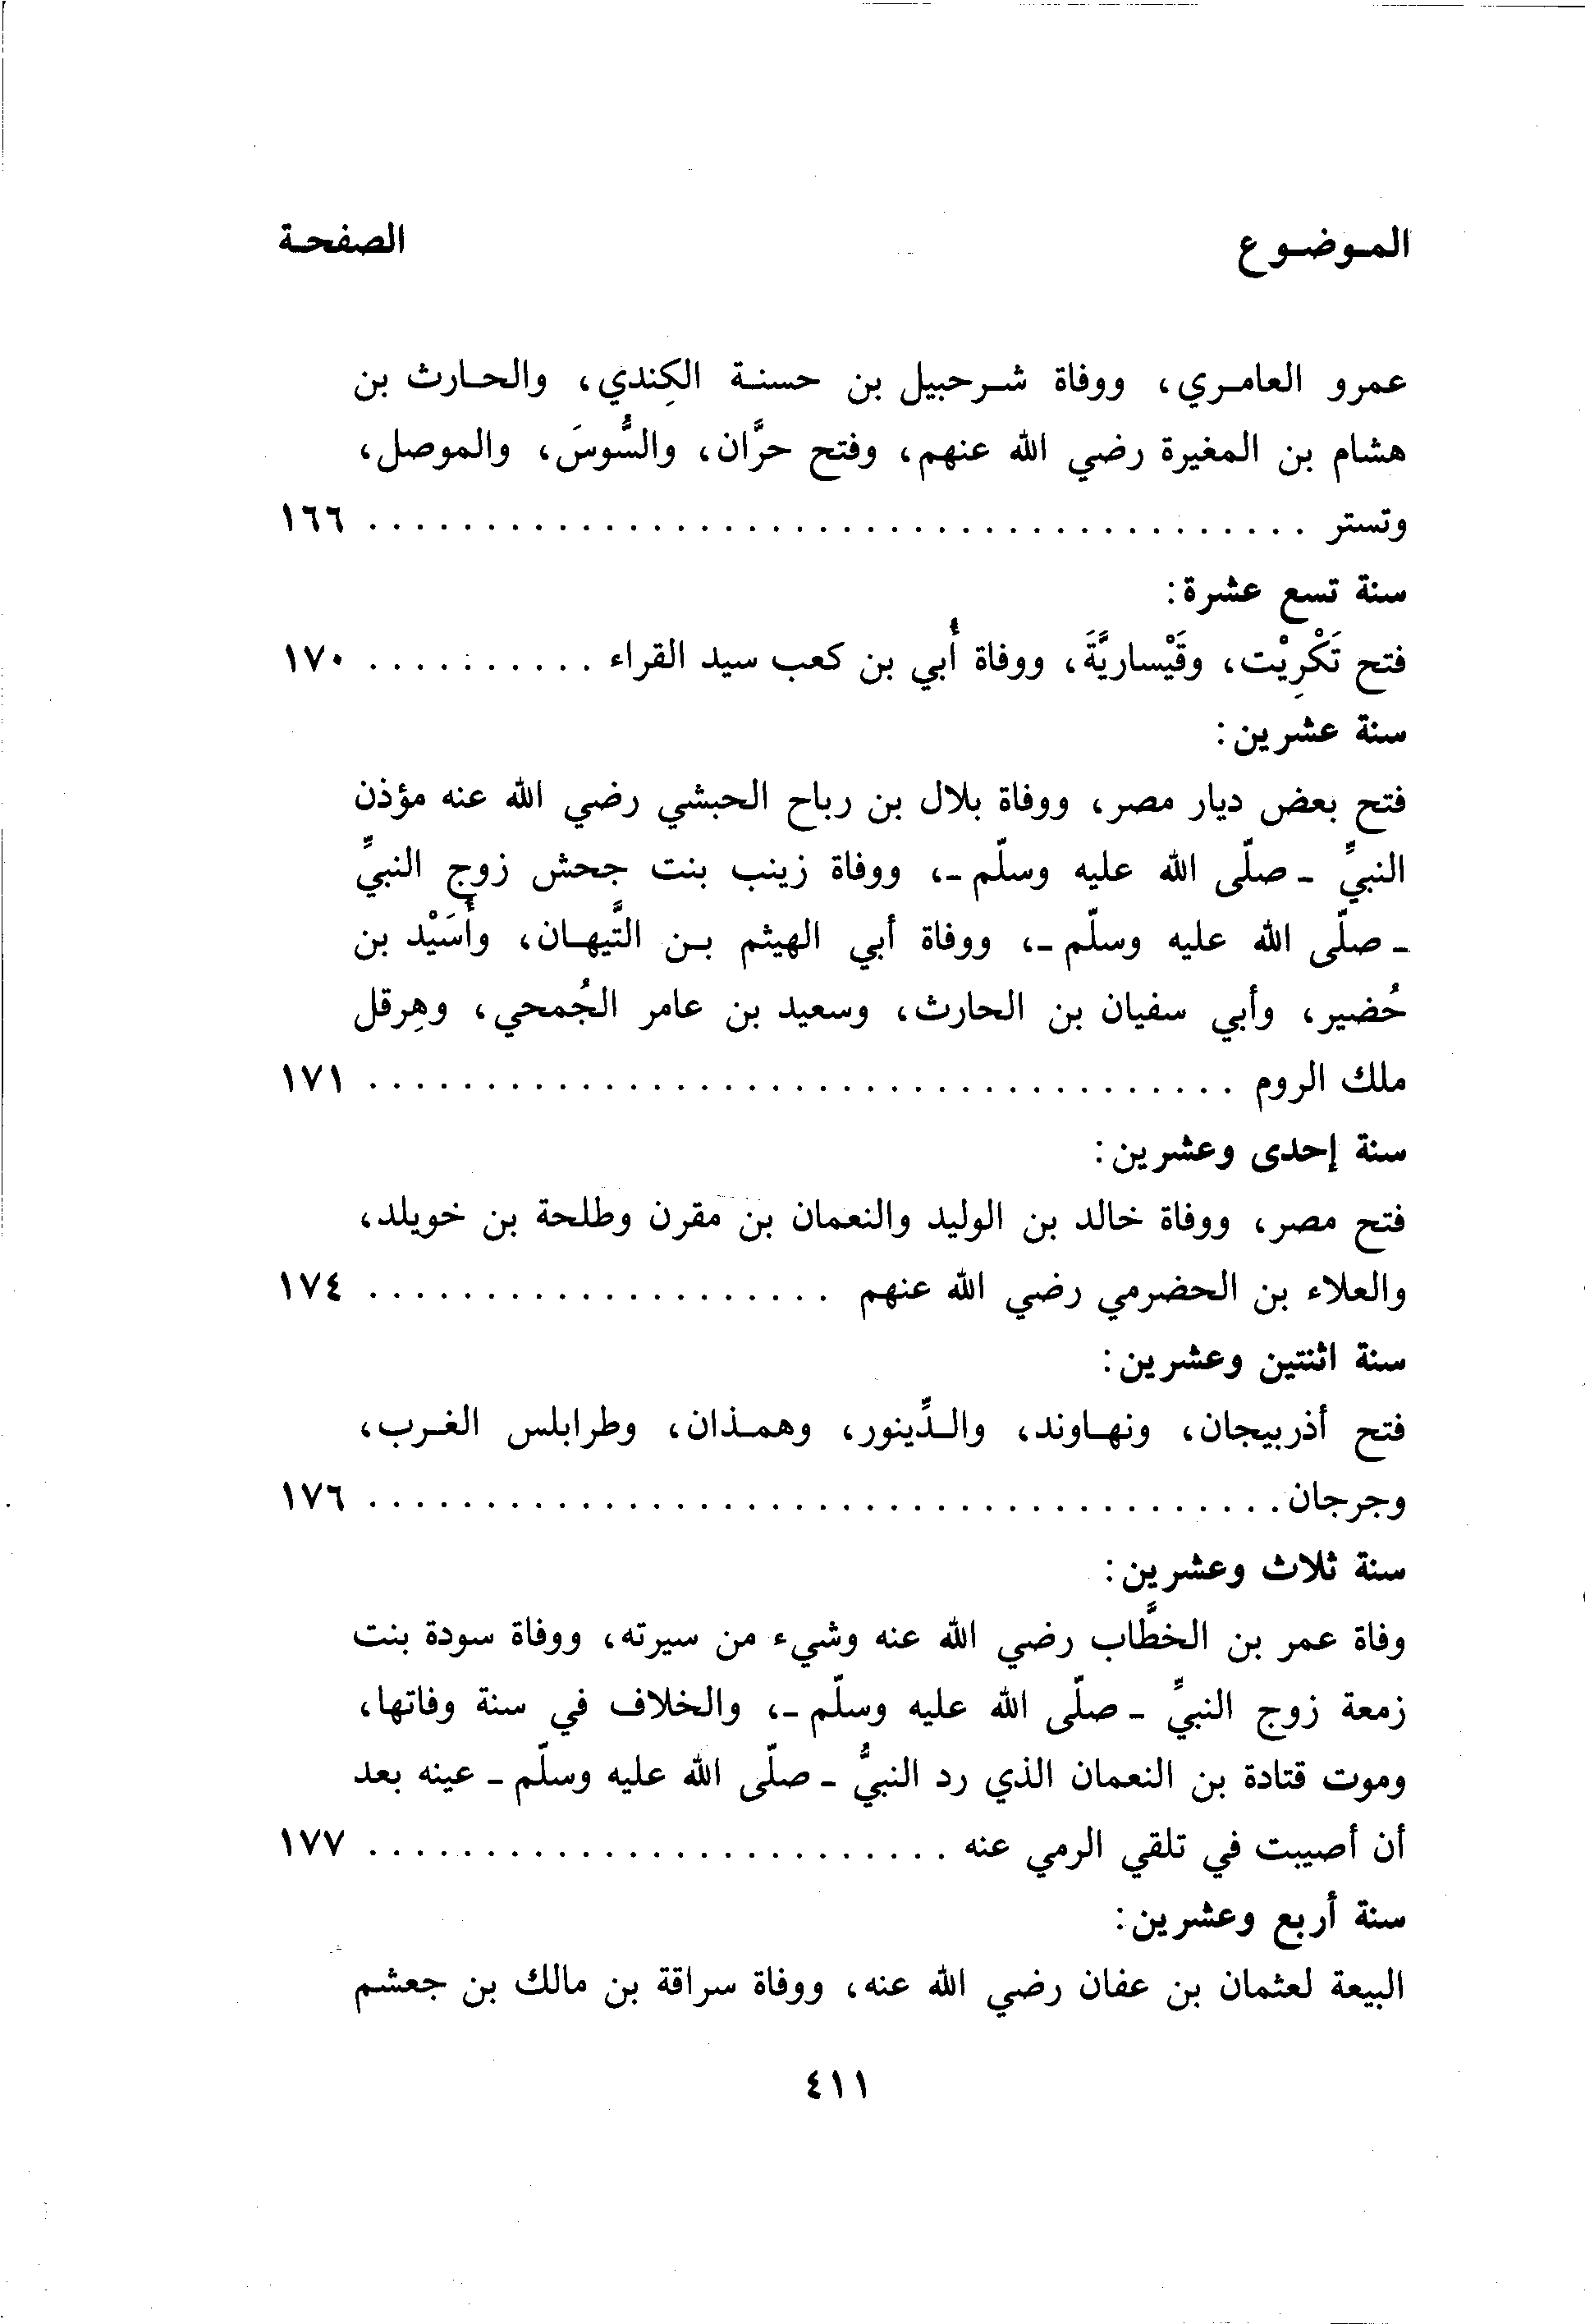 الموضوع الصفحة
عمرو العامري، ووفاة شرحبيل بن حسنة الكِندي، والحارث بن
هشام بن المغيرة رضي الله عنهم، وفتح حرَّان، والسُّوسَ، والموصل،
وتستر . . . . . . . . . . . . . . . . . . . . ١٦٦
سنة تسع عشرة:
فتح تَكْرِيْت، وقَيْساريَّةَ، ووفاة أُبي بن كعب سيد القراء . . . . . . . . . . ١٧٠
سنة عشرين:
فتح بعض ديار مصر، ووفاة بلال بن رباح الحبشي رضي الله عنه مؤذن
النبيِّ - صلّى الله عليه وسلّم -، ووفاة زينب بنت جحش زوج النبيِّ
- صلّى الله عليه وسلّم -، ووفاة أبي الهيثم بن التَّيهان، وأُسَيْد بن
حُضير، وأبي سفيان بن الحارث، وسعيد بن عامر الجُمحي، وهِرقل
ملك الروم . . . . . . . . . . . . . . . . . . . . ١٧١
سنة إحدى وعشرين:
فتح مصر، ووفاة خالد بن الوليد والنعمان بن مقرن وطلحة بن خويلد،
والعلاء بن الحضرمي رضي الله عنهم . . . . . . . . . . . . . . . . . . . . ١٧٤
سنة اثنتين وعشرين:
فتح أذربيجان، ونهاوند، والدِّينور، وهمذان، وطرابلس الغرب،
وجرجان . . . . . . . . . . . . . . . . . . . . ١٧٦
سنة ثلاث وعشرين:
وفاة عمر بن الخطَّاب رضي الله عنه وشيء من سيرته، ووفاة سودة بنت
زمعة زوج النبيِّ - صلّى الله عليه وسلّم -، والخلاف في سنة وفاتها،
وموت قتادة بن النعمان الذي رد النبيُّ - صلّى الله عليه وسلّم - عينه بعد
أن أصيبت في تلقي الرمي عنه . . . . . . . . . . . . . . . . . . . . ١٧٧
سنة أربع وعشرين:
البيعة لعثمان بن عفان رضي الله عنه، ووفاة سراقة بن مالك بن جعشم
٤١١